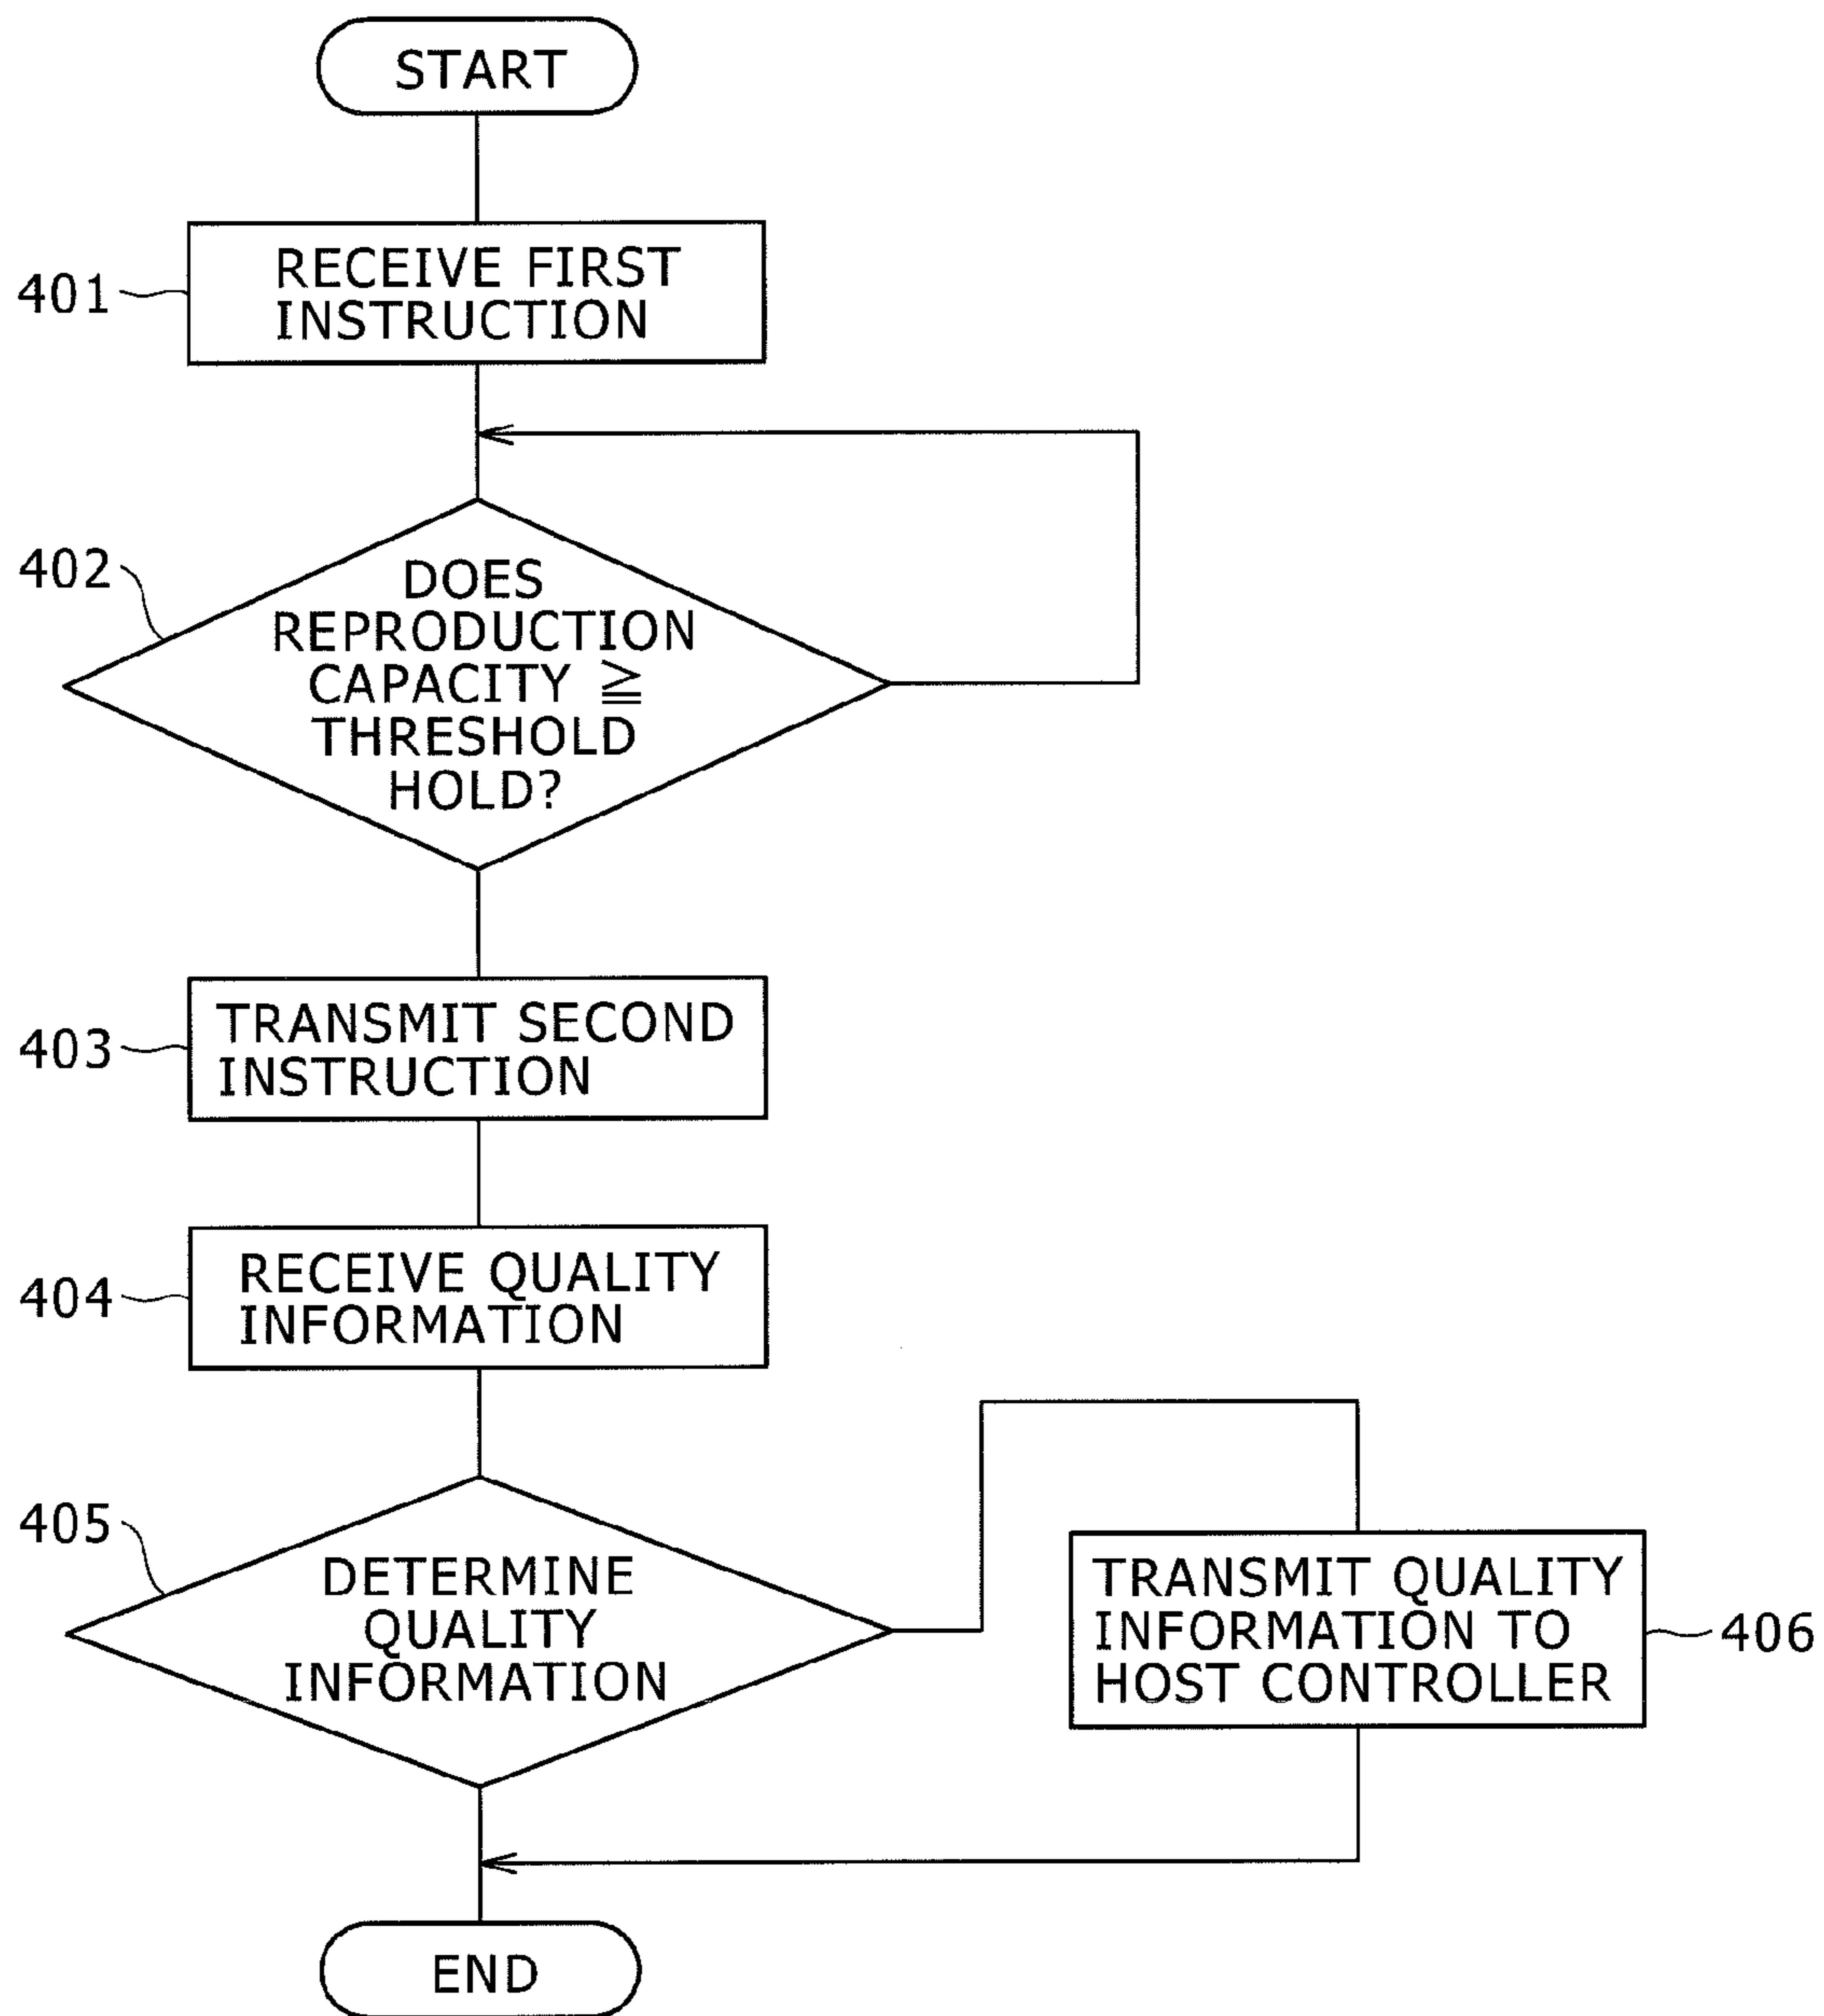 START
401
RECEIVE FIRST
INSTRUCTION
402
DOES
REPRODUCTION
CAPACITY ≧
THRESHOLD
HOLD?
403
TRANSMIT SECOND
INSTRUCTION
404
RECEIVE QUALITY
INFORMATION
405
DETERMINE
QUALITY
INFORMATION
TRANSMIT QUALITY
INFORMATION TO
HOST CONTROLLER
406
END